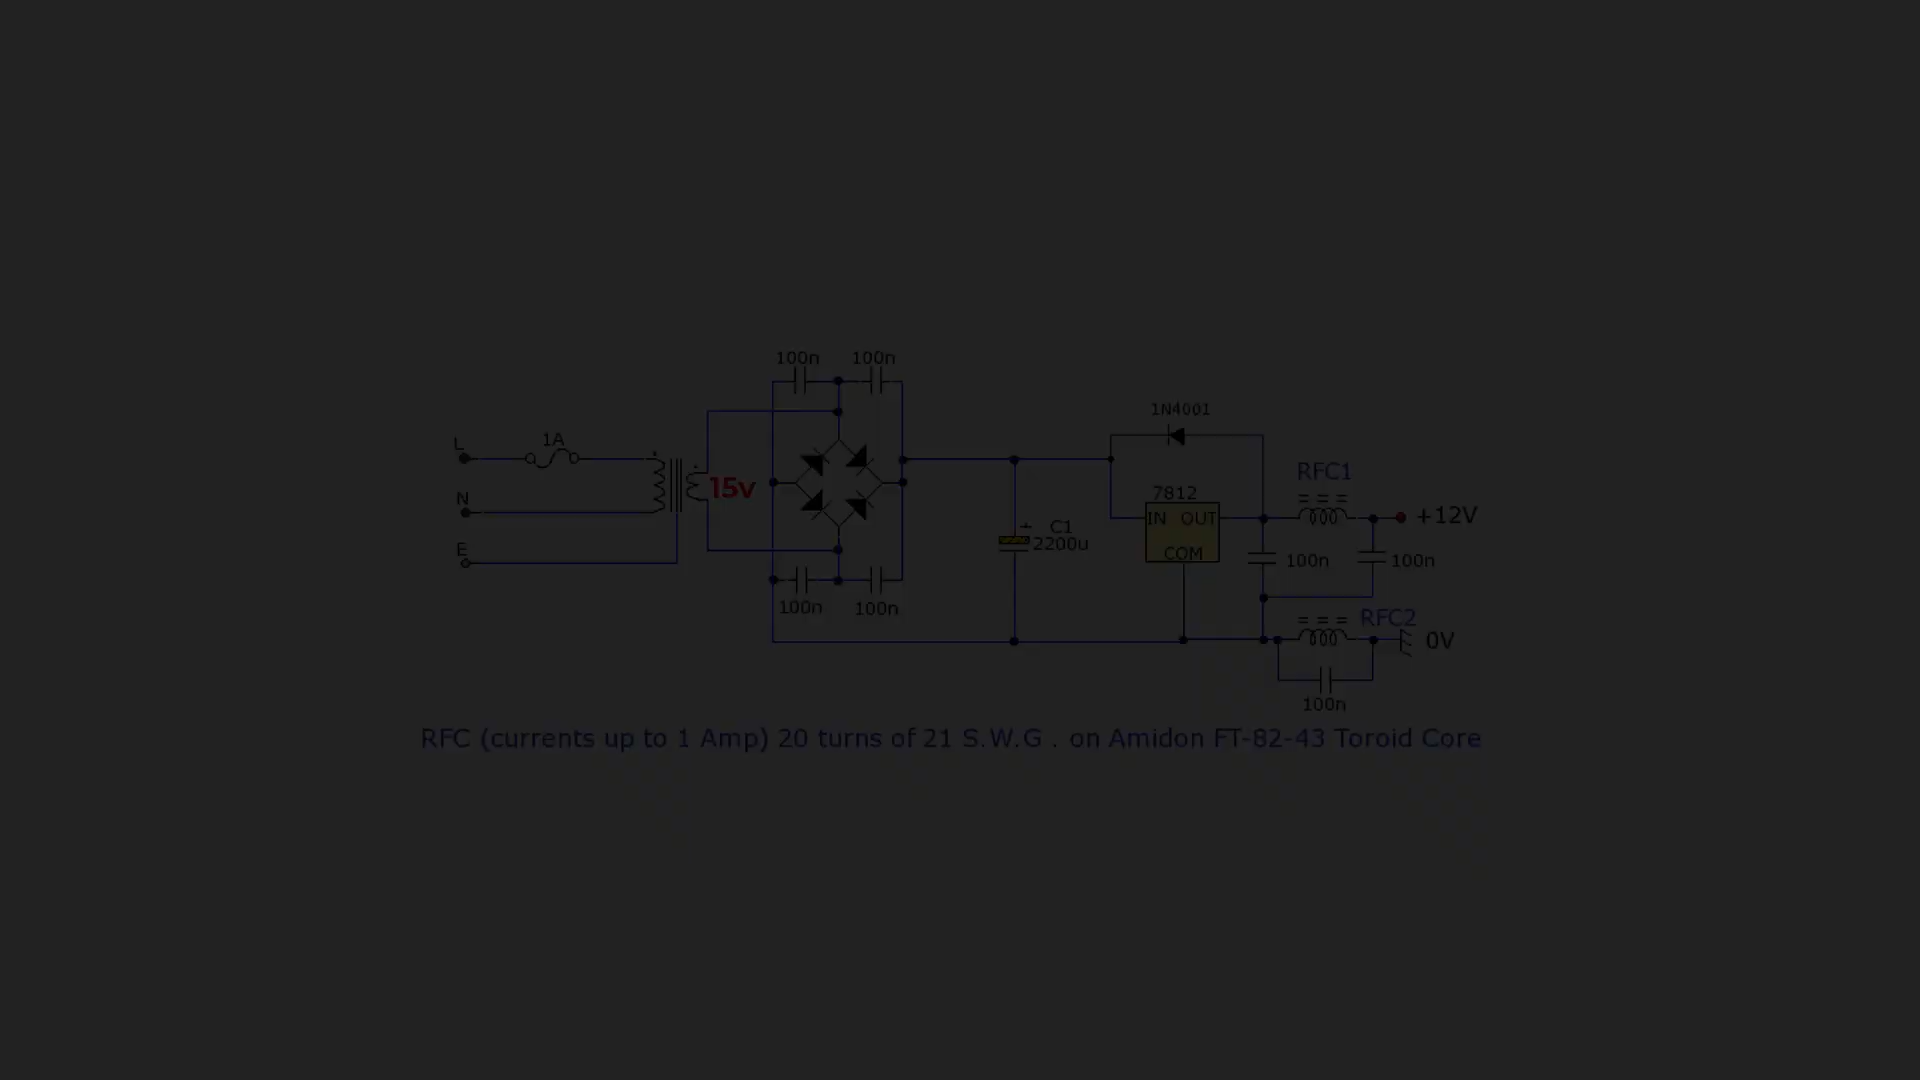 100n 100n
1N4001
L 1A
RFC1
15v
7812
N
IN OUT
+12V
+ C1
2200u
E
COM
100n 100n
100n 100n
RFC2
0V
100n
RFC (currents up to 1 Amp) 20 turns of 21 S.W.G . on Amidon FT-82-43 Toroid Core